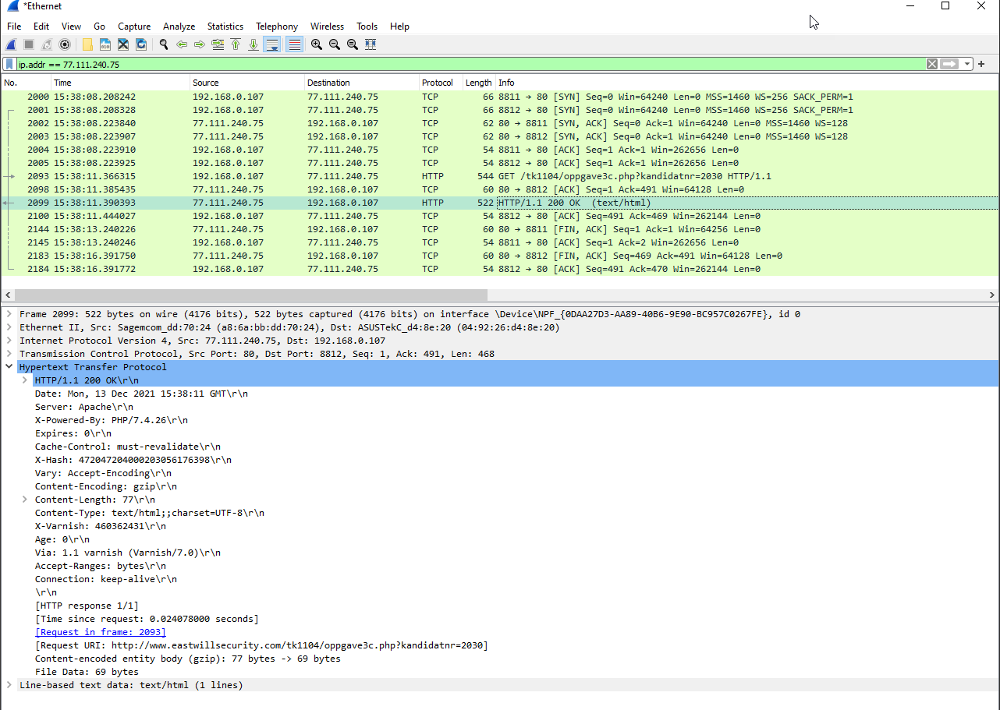 *Ethernet
File Edit View Go Capture Analyze Statistics Telephony Wireless Tools Help
ip.addr == 77.111.240.75
No. Time Source Destination Protocol Length Info
2000 15:38:08.208242 192.168.0.107 77.111.240.75 TCP 66 8811 → 80 [SYN] Seq=0 Win=64240 Len=0 MSS=1460 WS=256 SACK_PERM=1
2001 15:38:08.208328 192.168.0.107 77.111.240.75 TCP 66 8812 → 80 [SYN] Seq=0 Win=64240 Len=0 MSS=1460 WS=256 SACK_PERM=1
2002 15:38:08.223840 77.111.240.75 192.168.0.107 TCP 62 80 → 8811 [SYN, ACK] Seq=0 Ack=1 Win=64240 Len=0 MSS=1460 WS=128
2003 15:38:08.223907 77.111.240.75 192.168.0.107 TCP 62 80 → 8812 [SYN, ACK] Seq=0 Ack=1 Win=64240 Len=0 MSS=1460 WS=128
2004 15:38:08.223910 192.168.0.107 77.111.240.75 TCP 54 8811 → 80 [ACK] Seq=1 Ack=1 Win=262656 Len=0
2005 15:38:08.223925 192.168.0.107 77.111.240.75 TCP 54 8812 → 80 [ACK] Seq=1 Ack=1 Win=262656 Len=0
2093 15:38:11.366315 192.168.0.107 77.111.240.75 HTTP 544 GET /tk1104/oppgave3c.php?kandidatnr=2030 HTTP/1.1
2098 15:38:11.385435 77.111.240.75 192.168.0.107 TCP 60 80 → 8812 [ACK] Seq=1 Ack=491 Win=64128 Len=0
2099 15:38:11.390393 77.111.240.75 192.168.0.107 HTTP 522 HTTP/1.1 200 OK (text/html)
2100 15:38:11.444027 192.168.0.107 77.111.240.75 TCP 54 8812 → 80 [ACK] Seq=491 Ack=469 Win=262144 Len=0
2144 15:38:13.240226 77.111.240.75 192.168.0.107 TCP 60 80 → 8811 [FIN, ACK] Seq=1 Ack=1 Win=64256 Len=0
2145 15:38:13.240246 192.168.0.107 77.111.240.75 TCP 54 8811 → 80 [ACK] Seq=1 Ack=2 Win=262656 Len=0
2183 15:38:16.391750 77.111.240.75 192.168.0.107 TCP 60 80 → 8812 [FIN, ACK] Seq=469 Ack=491 Win=64128 Len=0
2184 15:38:16.391772 192.168.0.107 77.111.240.75 TCP 54 8812 → 80 [ACK] Seq=491 Ack=470 Win=262144 Len=0
Frame 2099: 522 bytes on wire (4176 bits), 522 bytes captured (4176 bits) on interface \Device\NPF_{0DAA27D3-AA89-40B6-9E90-BC957C0267FE}, id 0
Ethernet II, Src: Sagemcom_dd:70:24 (a8:6a:bb:dd:70:24), Dst: ASUSTekC_d4:8e:20 (04:92:26:d4:8e:20)
Internet Protocol Version 4, Src: 77.111.240.75, Dst: 192.168.0.107
Transmission Control Protocol, Src Port: 80, Dst Port: 8812, Seq: 1, Ack: 491, Len: 468
Hypertext Transfer Protocol
HTTP/1.1 200 OK\r\n
Date: Mon, 13 Dec 2021 15:38:11 GMT\r\n
Server: Apache\r\n
X-Powered-By: PHP/7.4.26\r\n
Expires: 0\r\n
Cache-Control: must-revalidate\r\n
X-Hash: 472047204000203056176398\r\n
Vary: Accept-Encoding\r\n
Content-Encoding: gzip\r\n
Content-Length: 77\r\n
Content-Type: text/html;;charset=UTF-8\r\n
X-Varnish: 460362431\r\n
Age: 0\r\n
Via: 1.1 varnish (Varnish/7.0)\r\n
Accept-Ranges: bytes\r\n
Connection: keep-alive\r\n
\r\n
[HTTP response 1/1]
[Time since request: 0.024078000 seconds]
[Request in frame: 2093]
[Request URI: http://www.eastwillsecurity.com/tk1104/oppgave3c.php?kandidatnr=2030]
Content-encoded entity body (gzip): 77 bytes -> 69 bytes
File Data: 69 bytes
Line-based text data: text/html (1 lines)